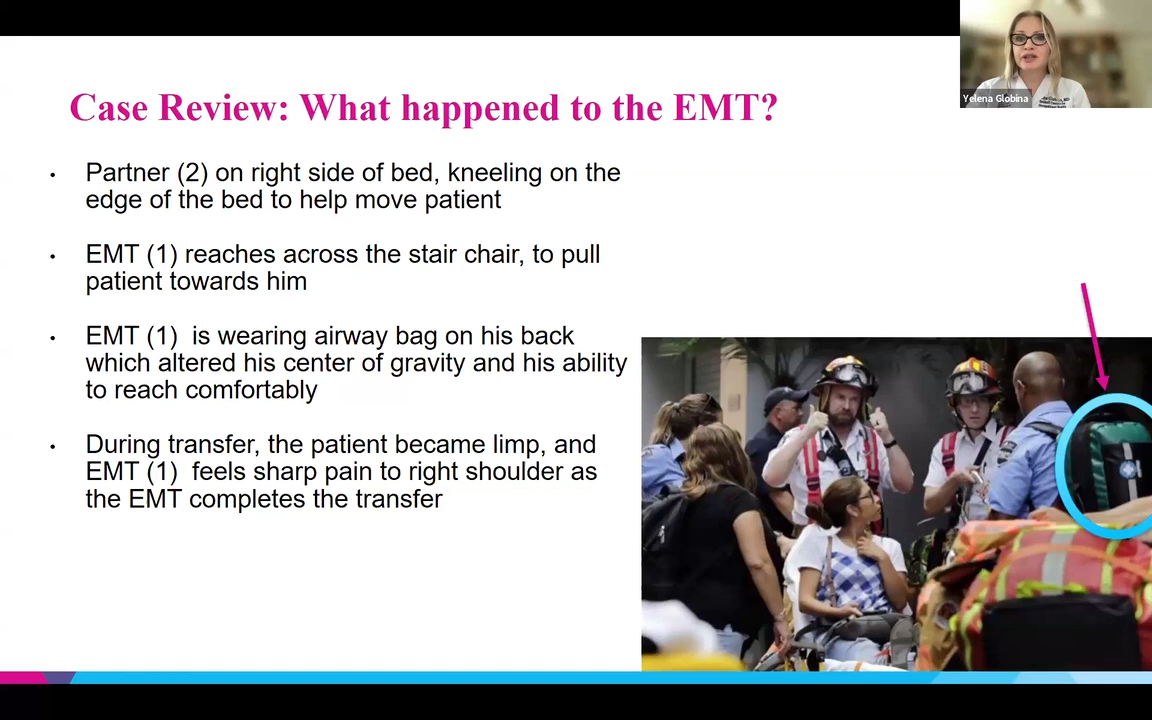 Yelena Globina
Case Review: What happened to the EMT?
• Partner (2) on right side of bed, kneeling on the
edge of the bed to help move patient
• EMT (1) reaches across the stair chair, to pull
patient towards him
• EMT (1) is wearing airway bag on his back
which altered his center of gravity and his ability
to reach comfortably
• During transfer, the patient became limp, and
EMT (1) feels sharp pain to right shoulder as
the EMT completes the transfer